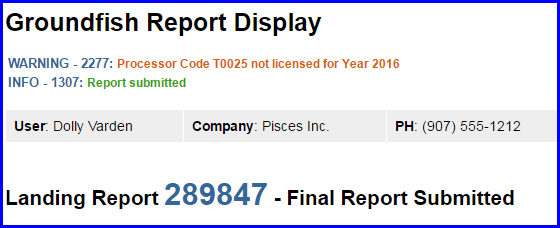 Groundfish Report Display
WARNING - 2277: Processor Code T0025 not licensed for Year 2016
INFO - 1307: Report submitted
User: Dolly Varden Company: Pisces Inc. PH: (907) 555-1212
Landing Report 289847 - Final Report Submitted